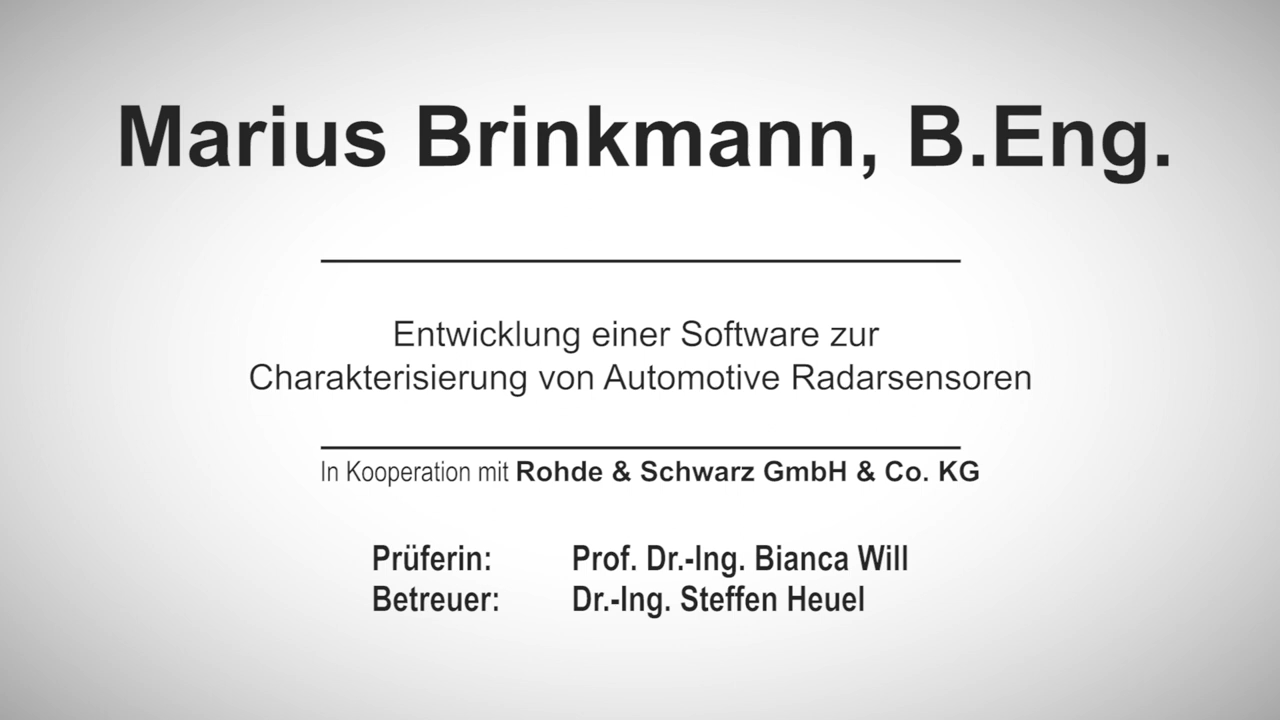 Marius Brinkmann, B.Eng.
Entwicklung einer Software zur
Charakterisierung von Automotive Radarsensoren
In Kooperation mit Rohde & Schwarz GmbH & Co. KG
Prüferin: Prof. Dr.-Ing. Bianca Will
Betreuer: Dr.-Ing. Steffen Heuel